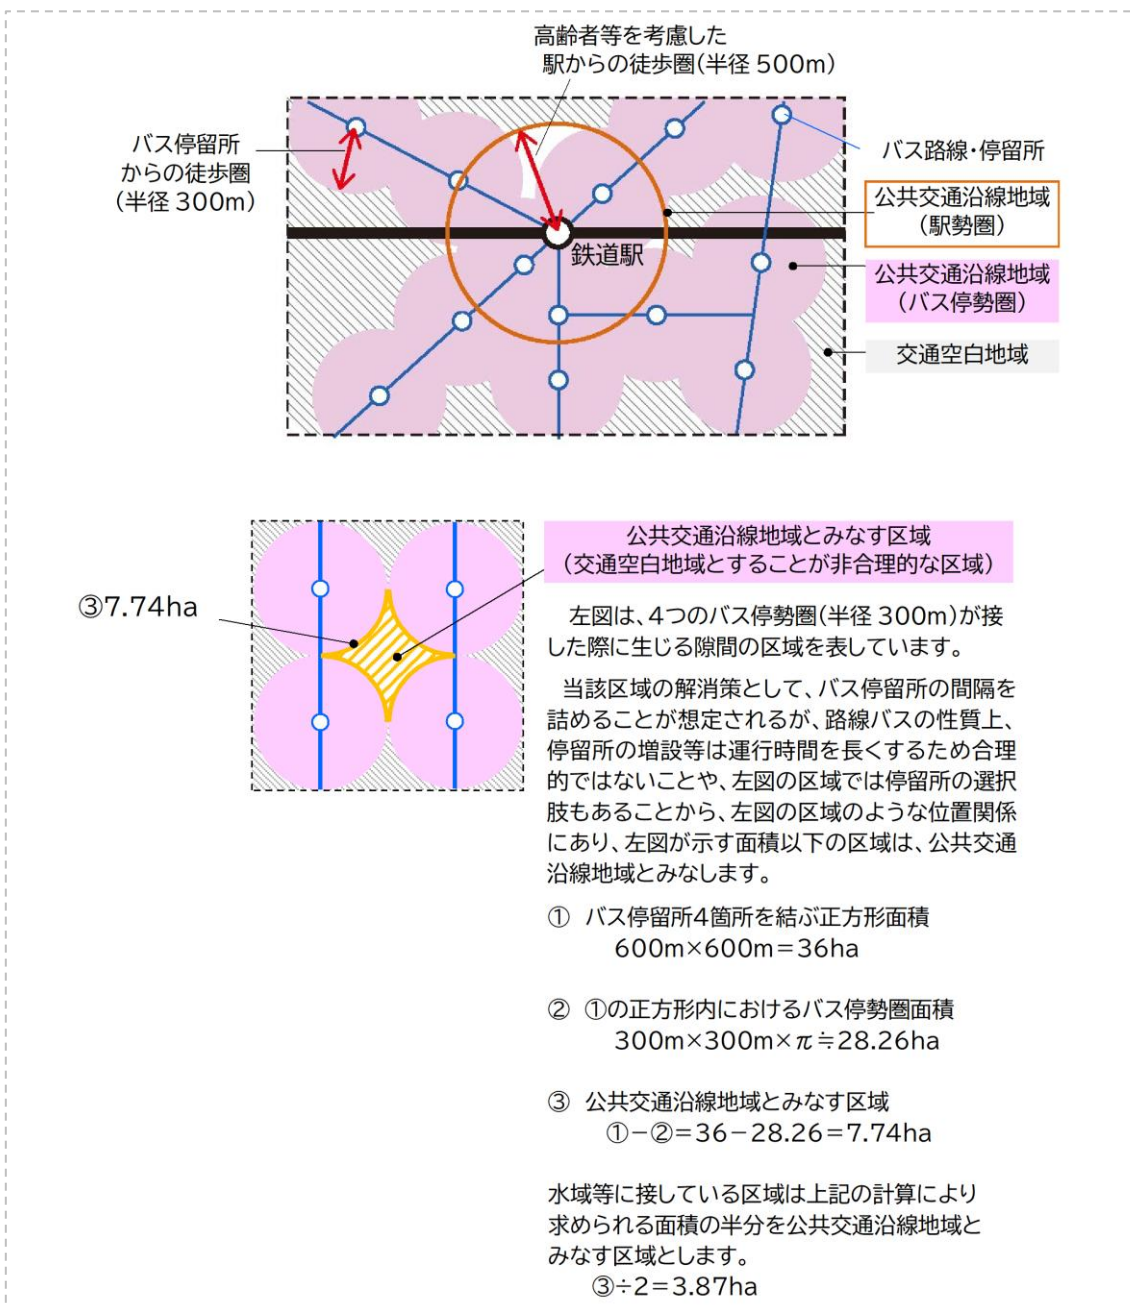 高齢者等を考慮した
駅からの徒歩圏(半径 500m)
バス停留所
からの徒歩圏
(半径 300m)
バス路線・停留所
公共交通沿線地域
(駅勢圏)
鉄道駅
公共交通沿線地域
(バス停勢圏)
交通空白地域
公共交通沿線地域とみなす区域
(交通空白地域とすることが非合理的な区域)
③7.74ha
左図は、4つのバス停勢圏(半径 300m)が接
した際に生じる隙間の区域を表しています。
当該区域の解消策として、バス停留所の間隔を
詰めることが想定されるが、路線バスの性質上、
停留所の増設等は運行時間を長くするため合理
的ではないことや、左図の区域では停留所の選択
肢もあることから、左図の区域のような位置関係
にあり、左図が示す面積以下の区域は、公共交通
沿線地域とみなします。
① バス停留所4箇所を結ぶ正方形面積
600m×600m=36ha
② ①の正方形内におけるバス停勢圏面積
300m×300m×π≒28.26ha
③ 公共交通沿線地域とみなす区域
①-②=36-28.26=7.74ha
水域等に接している区域は上記の計算により
求められる面積の半分を公共交通沿線地域と
みなす区域とします。
③÷2=3.87ha